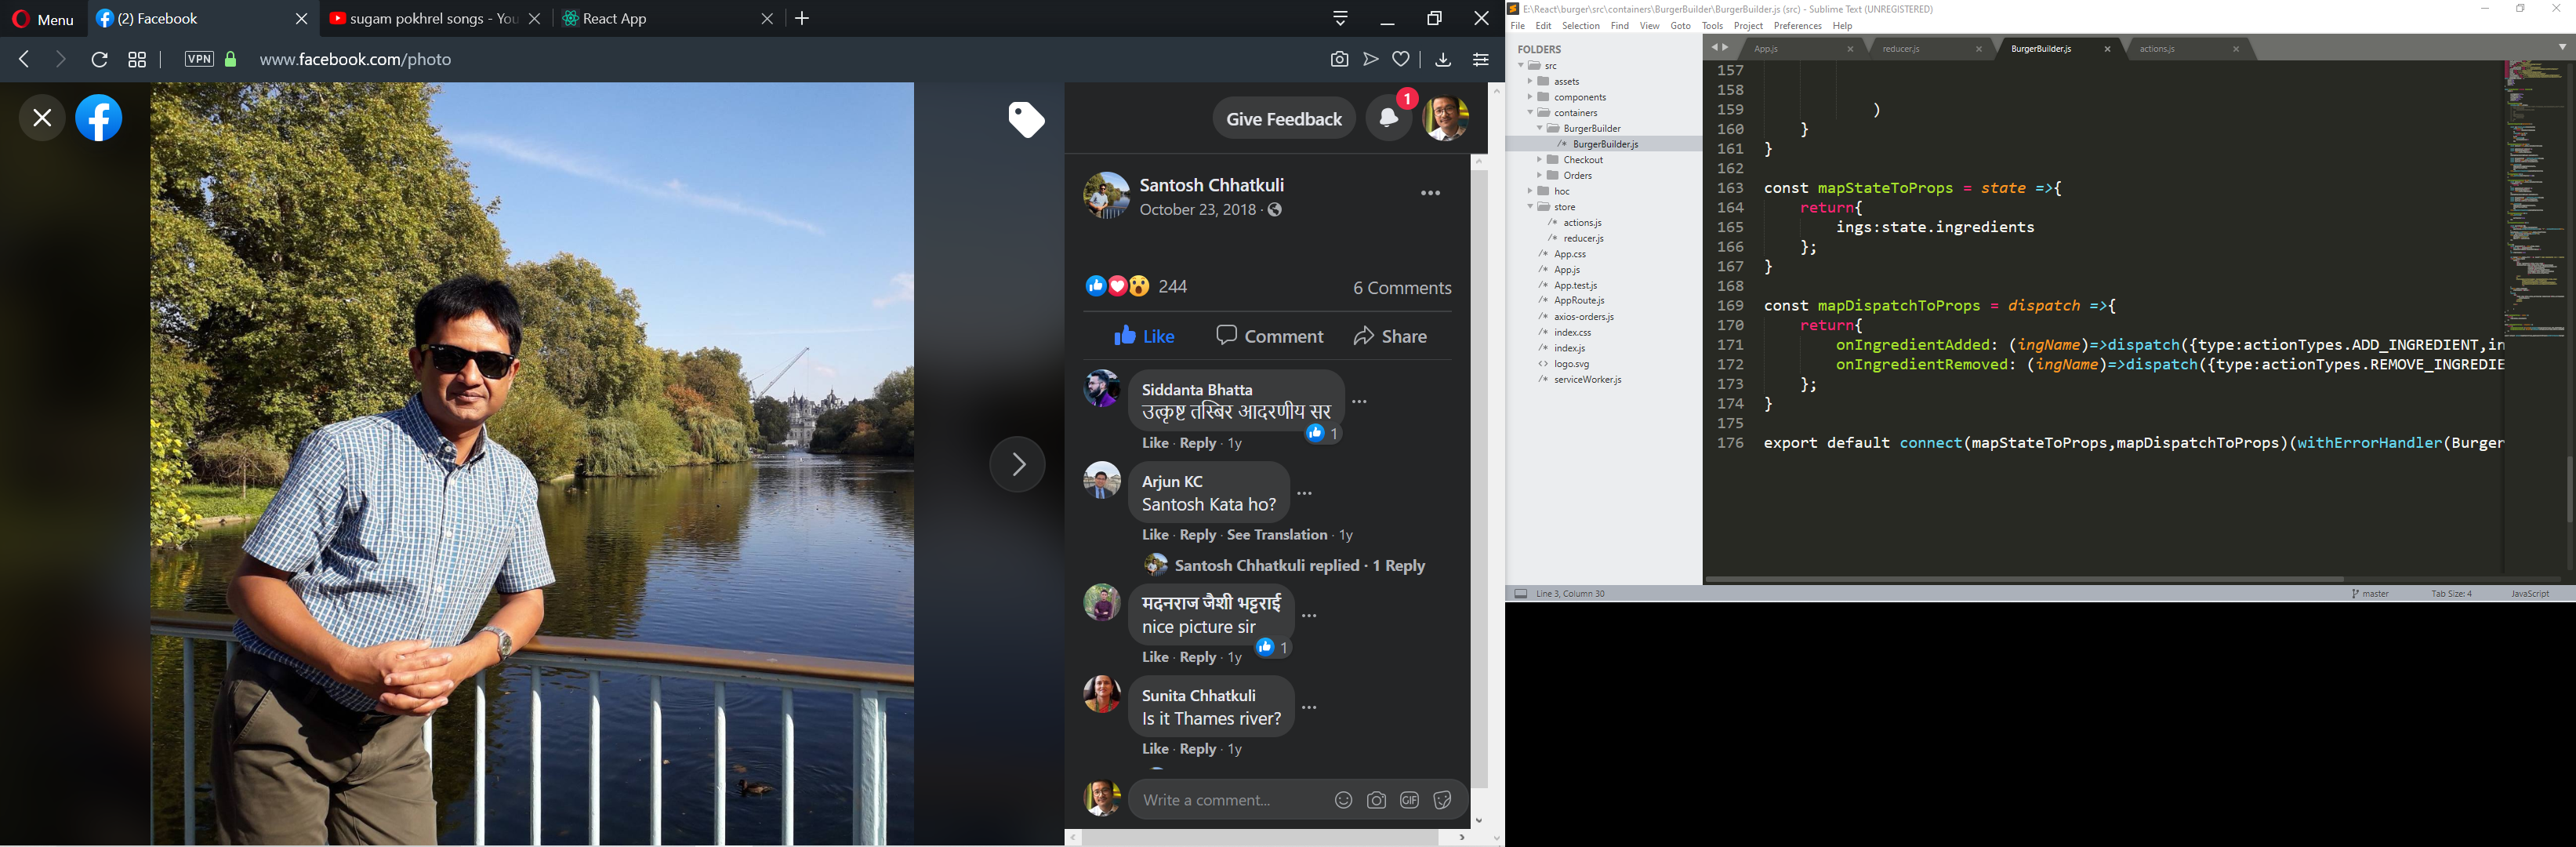 Menu
(2) Facebook
sugam pokhrel songs - You
React App
VPN
www.facebook.com/photo
Give Feedback
1
Santosh Chhatkuli
October 23, 2018
244
6 Comments
Like
Comment
Share
Siddanta Bhatta
उत्कृष्ट तस्बिर आदरणीय सर
1
Like · Reply · 1y
Arjun KC
Santosh Kata ho?
Like · Reply · See Translation · 1y
Santosh Chhatkuli replied · 1 Reply
मदनराज जैशी भट्टराई
nice picture sir
1
Like · Reply · 1y
Sunita Chhatkuli
Is it Thames river?
Like · Reply · 1y
Write a comment...
GIF
E:\React\burger\src\containers\BurgerBuilder\BurgerBuilder.js (src) - Sublime Text (UNREGISTERED)
File Edit Selection Find View Goto Tools Project Preferences Help
FOLDERS
src
assets
components
containers
BurgerBuilder
/* BurgerBuilder.js
Checkout
Orders
hoc
store
/* actions.js
/* reducer.js
/* App.css
/* App.js
/* App.test.js
/* AppRoute.js
/* axios-orders.js
/* index.css
/* index.js
<> logo.svg
/* serviceWorker.js
App.js
reducer.js
BurgerBuilder.js
actions.js
157
158
159 )
160 }
161 }
162
163 const mapStateToProps = state =>{
164 return{
165 ings:state.ingredients
166 };
167 }
168
169 const mapDispatchToProps = dispatch =>{
170 return{
171 onIngredientAdded: (ingName)=>dispatch({type:actionTypes.ADD_INGREDIENT,in
172 onIngredientRemoved: (ingName)=>dispatch({type:actionTypes.REMOVE_INGREDIE
173 };
174 }
175
176 export default connect(mapStateToProps,mapDispatchToProps)(withErrorHandler(Burger
Line 3, Column 30
master
Tab Size: 4
JavaScript